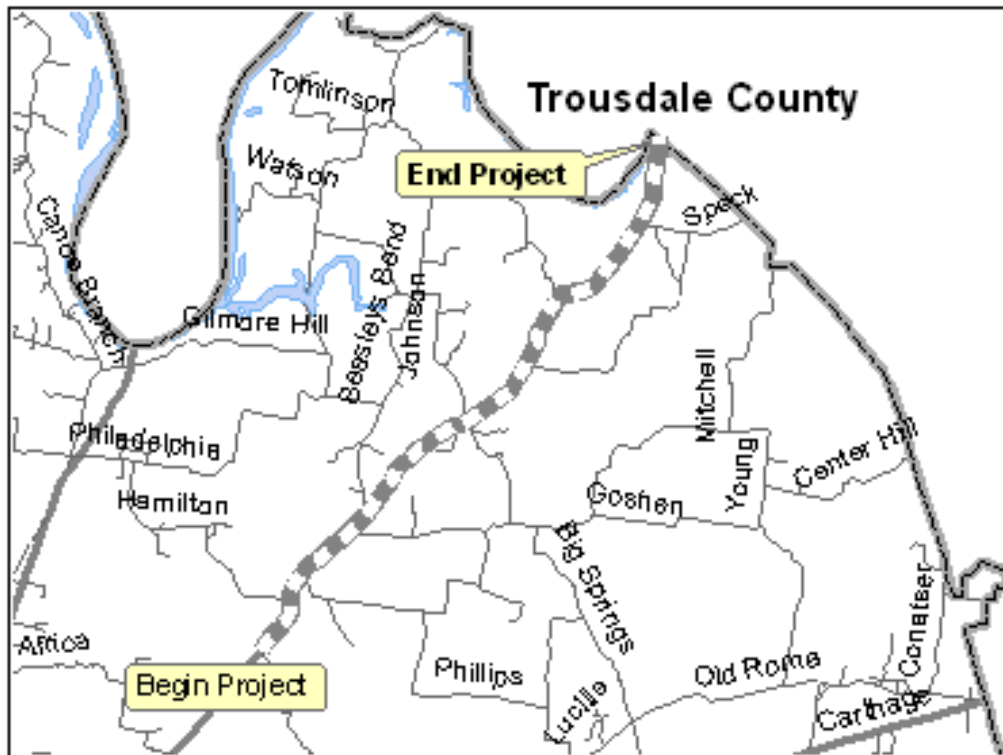 Tomlinson
Trousdale County
Watson
End Project
Speck
Canoe Branch
Beasleys Bend
Johnson
Gilmore Hill
Mitchell
Philadelphia
Young
Center Hill
Hamilton
Goshen
Big Springs
Conatser
Africa
Phillips
Old Rome
Begin Project
Lucille
Carthage